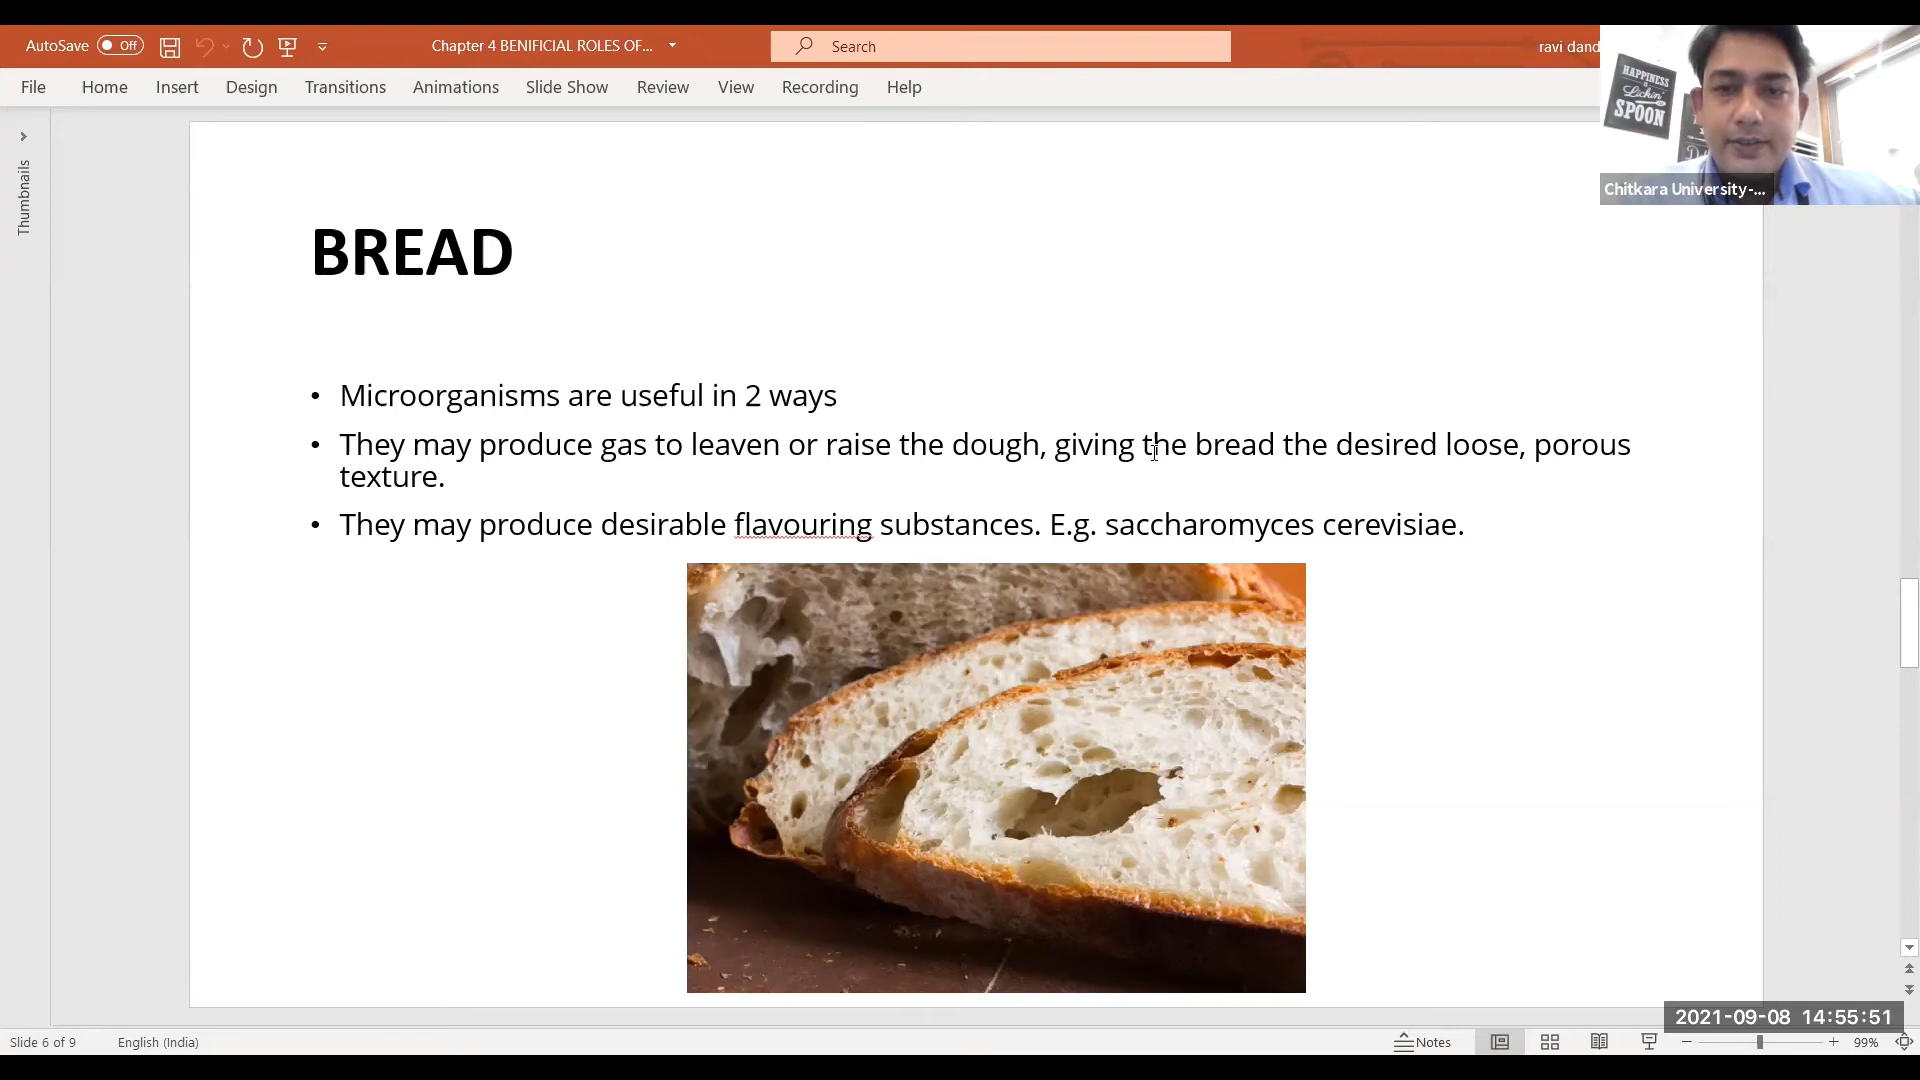 AutoSave Off
Chapter 4 BENIFICIAL ROLES OF...
Search
ravi dand
File Home Insert Design Transitions Animations Slide Show Review View Recording Help
HAPPINESS
Lickin'
SPOON
Chitkara University-...
Thumbnails
BREAD
• Microorganisms are useful in 2 ways
• They may produce gas to leaven or raise the dough, giving the bread the desired loose, porous
texture.
• They may produce desirable flavouring substances. E.g. saccharomyces cerevisiae.
2021-09-08 14:55:51
Slide 6 of 9 English (India) Notes 99%